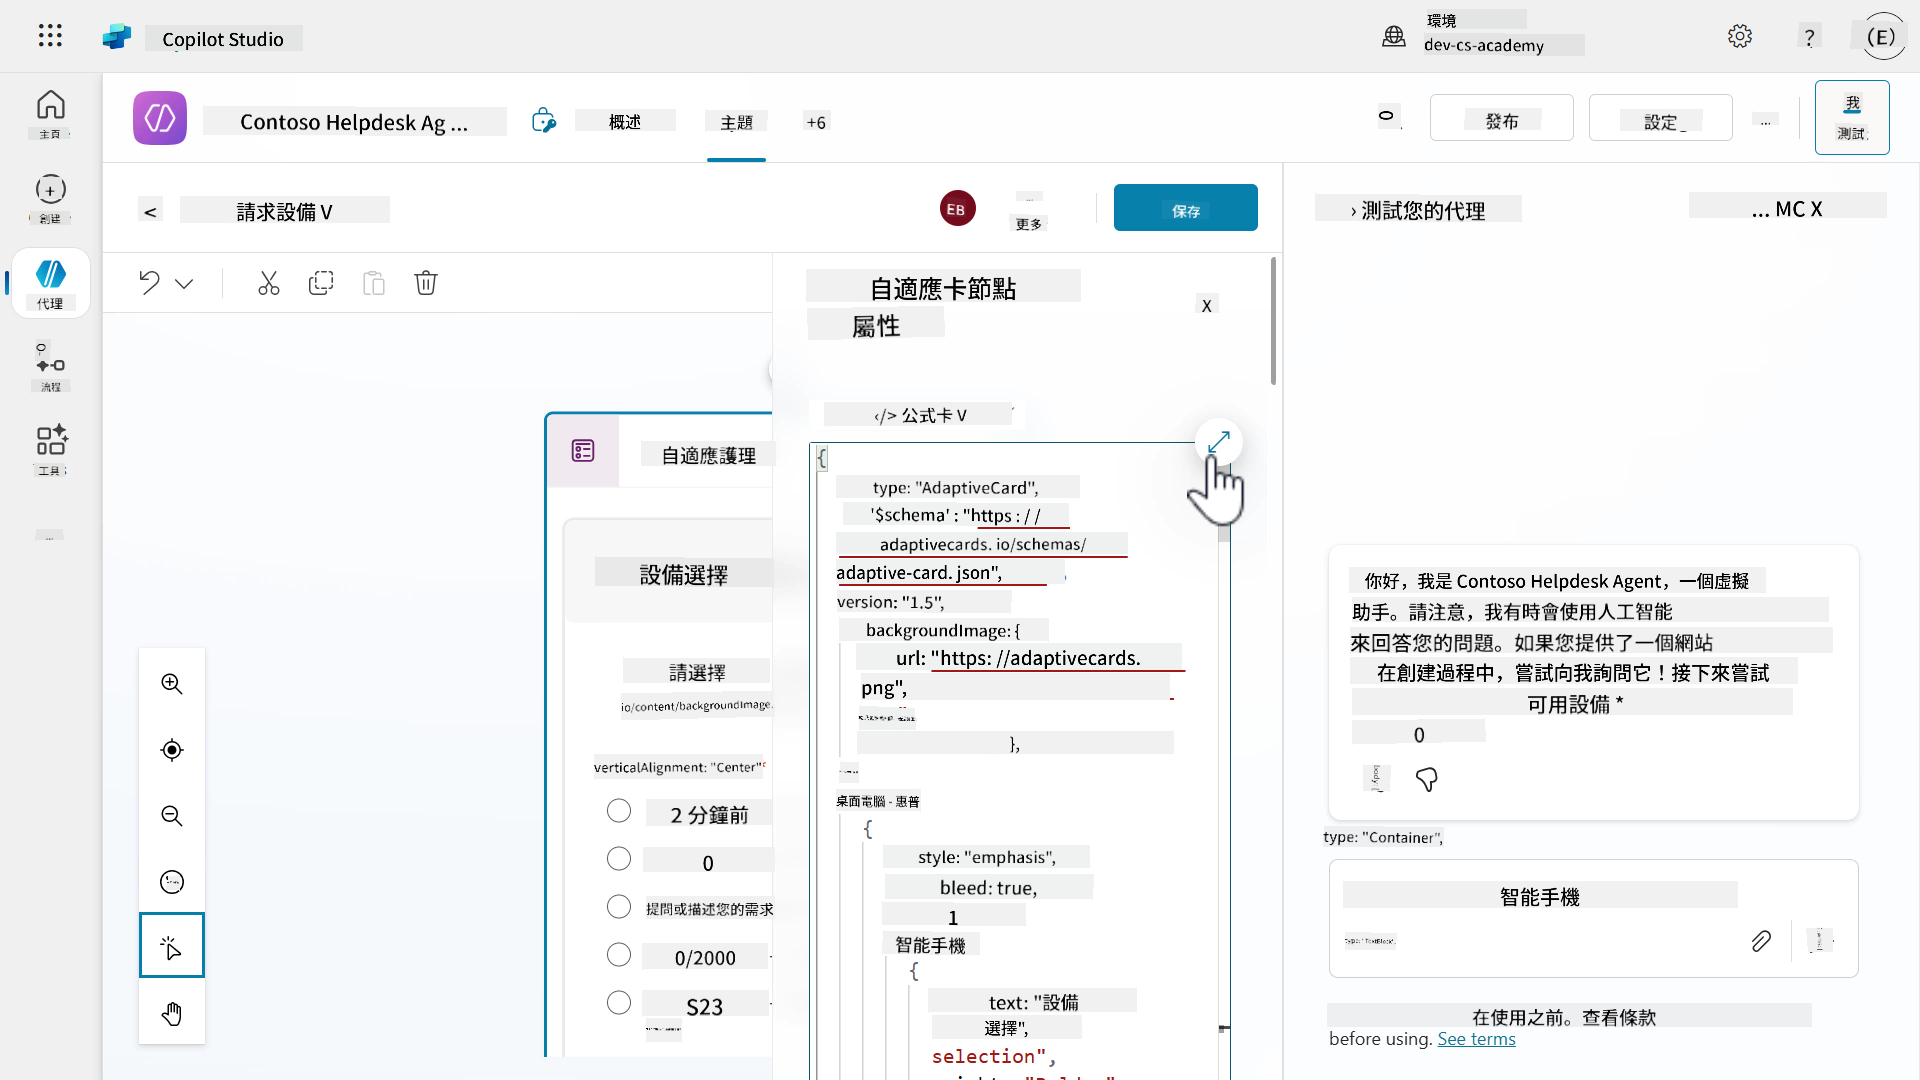 Copilot Studio
環境
dev-cs-academy
?
(E)
主頁
創建
代理
流程
工具
Contoso Helpdesk Ag ...
概述
主題
+6
發布
設定
...
我
測試
<
請求設備 V
EB
更多
保存
› 測試您的代理
... MC X
自適應卡節點
屬性
X
</> 公式卡 V
自適應護理
設備選擇
請選擇
io/content/backgroundImage.
verticalAlignment: "Center"
2 分鐘前
0
提問或描述您的需求
0/2000
S23
{
type: "AdaptiveCard",
'$schema' : "https : / /
adaptivecards. io/schemas/
adaptive-card. json",
version: "1.5",
backgroundImage: {
url: "https: //adaptivecards.
png",
},
桌面電腦 - 惠普
{
style: "emphasis",
bleed: true,
1
智能手機
{
text: "設備
選擇",
selection",
你好，我是 Contoso Helpdesk Agent，一個虛擬
助手。請注意，我有時會使用人工智能
來回答您的問題。如果您提供了一個網站
在創建過程中，嘗試向我詢問它！接下來嘗試
可用設備 *
0
body: [
type: "Container",
智能手機
type: "TextBlock",
在使用之前。查看條款
before using. See terms